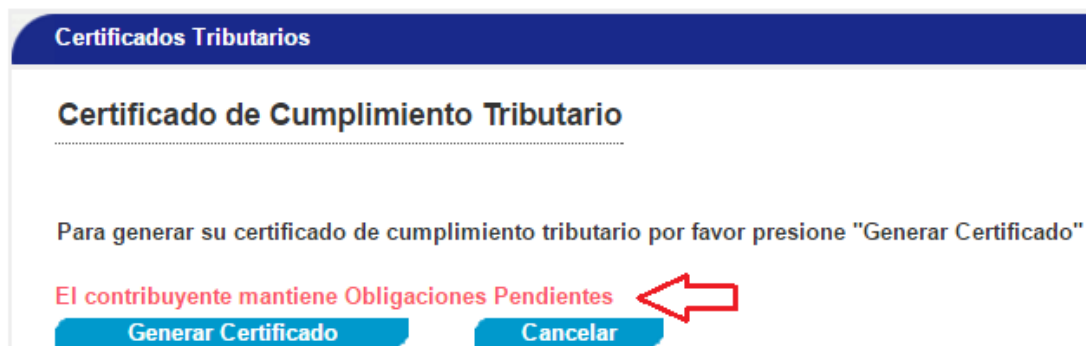 Certificados Tributarios
Certificado de Cumplimiento Tributario
Para generar su certificado de cumplimiento tributario por favor presione "Generar Certificado"
El contribuyente mantiene Obligaciones Pendientes
Generar Certificado Cancelar